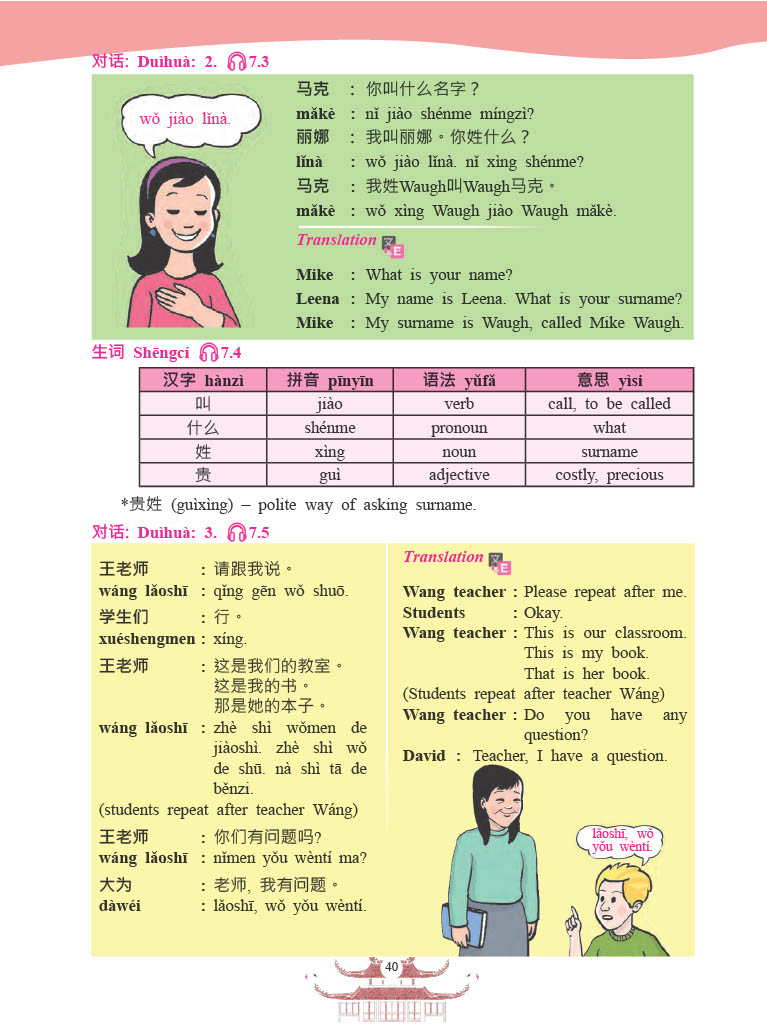 对话: Duìhuà: 2. 7.3
wǒ jiào lǐnà.
马克 : 你叫什么名字？
mǎkè : nǐ jiào shénme míngzì?
丽娜 : 我叫丽娜。你姓什么？
lǐnà : wǒ jiào lǐnà. nǐ xìng shénme?
马克 : 我姓Waugh叫Waugh马克。
mǎkè : wǒ xìng Waugh jiào Waugh mǎkè.
Translation 文 E
Mike : What is your name?
Leena : My name is Leena. What is your surname?
Mike : My surname is Waugh, called Mike Waugh.
生词 Shēngcí 7.4
汉字 hànzì 拼音 pīnyīn 语法 yǔfǎ 意思 yìsi
叫 jiào verb call, to be called
什么 shénme pronoun what
姓 xìng noun surname
贵 guì adjective costly, precious
*贵姓 (guìxìng) – polite way of asking surname.
对话: Duìhuà: 3. 7.5
王老师 : 请跟我说。
wáng lǎoshī : qǐng gēn wǒ shuō.
学生们 : 行。
xuéshengmen : xíng.
王老师 : 这是我们的教室。
这是我的书。
那是她的本子。
wáng lǎoshī : zhè shì wǒmen de
jiàoshì. zhè shì wǒ
de shū. nà shì tā de
běnzi.
(students repeat after teacher Wáng)
王老师 : 你们有问题吗?
wáng lǎoshī : nǐmen yǒu wèntí ma?
大为 : 老师, 我有问题。
dàwéi : lǎoshī, wǒ yǒu wèntí.
Translation 文 E
Wang teacher : Please repeat after me.
Students : Okay.
Wang teacher : This is our classroom.
This is my book.
That is her book.
(Students repeat after teacher Wáng)
Wang teacher : Do you have any
question?
David : Teacher, I have a question.
lǎoshī, wǒ
yǒu wèntí.
40